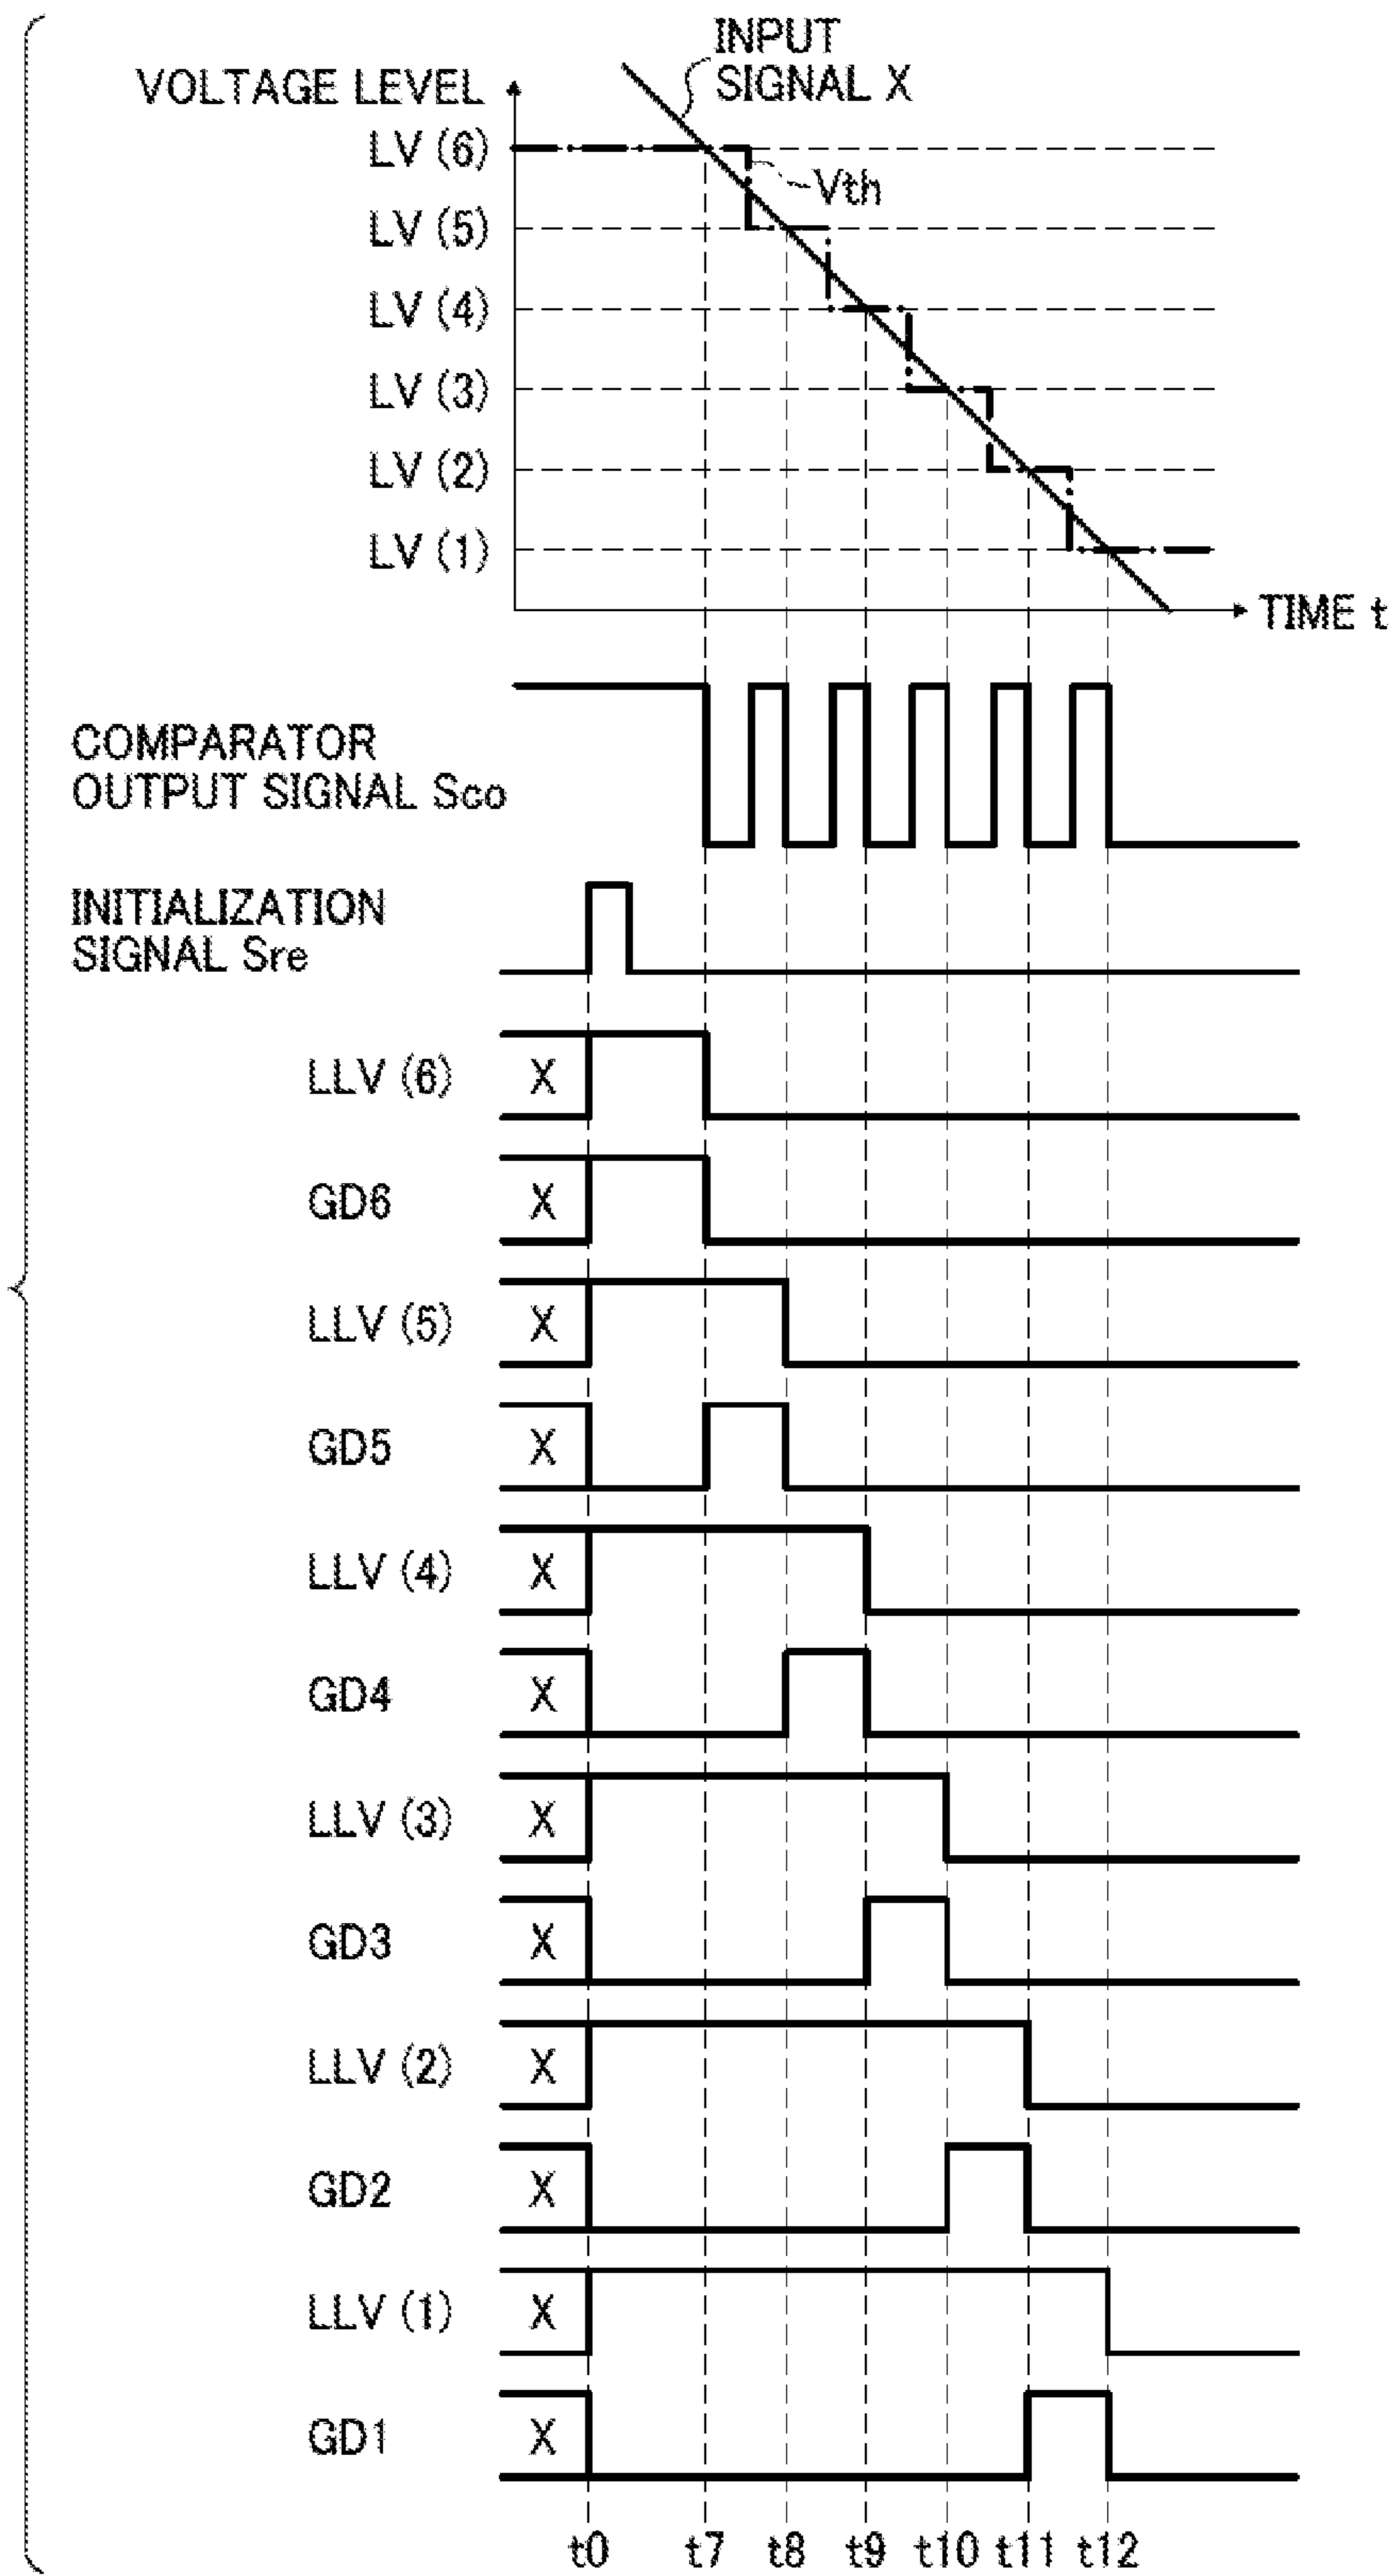 INPUT
SIGNAL X
VOLTAGE LEVEL
LV (6)
Vth
LV (5)
LV (4)
LV (3)
LV (2)
LV (1)
TIME t
COMPARATOR
OUTPUT SIGNAL Sco
INITIALIZATION
SIGNAL Sre
LLV (6) X
GD6 X
LLV (5) X
GD5 X
LLV (4) X
GD4 X
LLV (3) X
GD3 X
LLV (2) X
GD2 X
LLV (1) X
GD1 X
t0 t7 t8 t9 t10 t11 t12